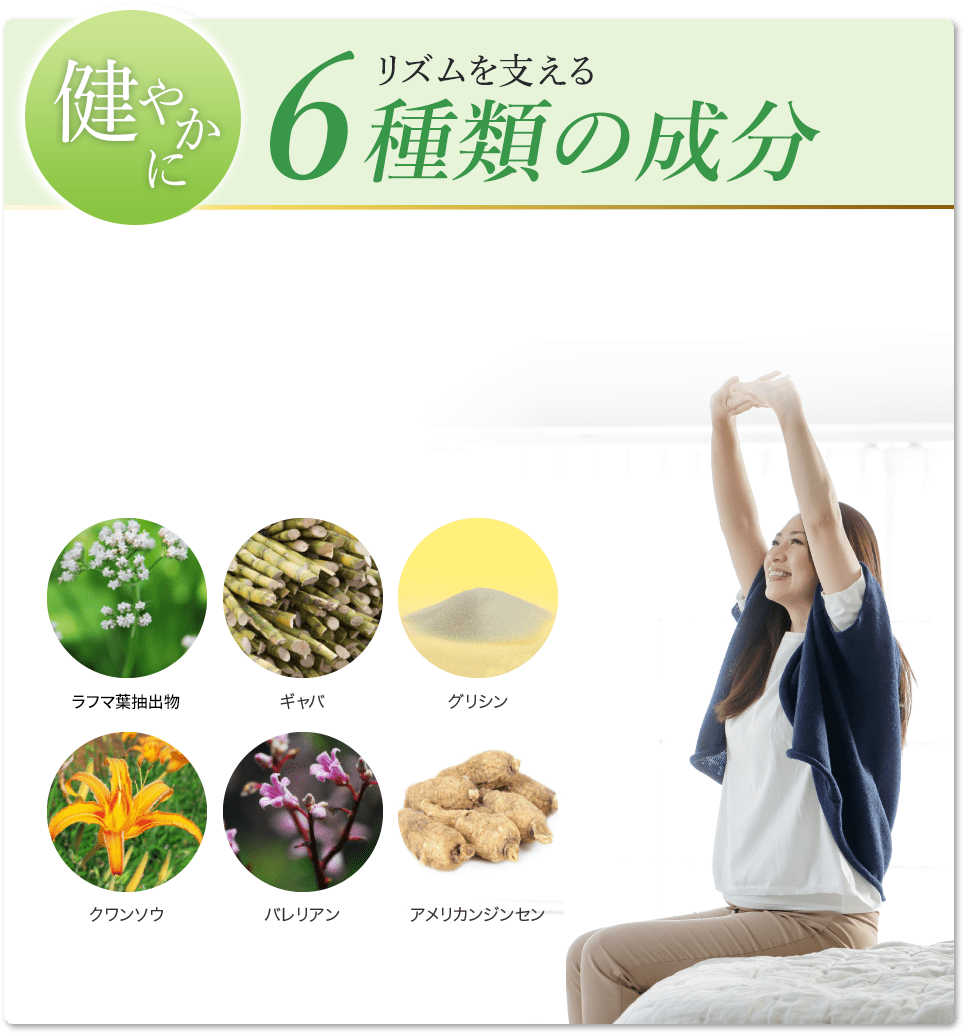 健やかに
リズムを支える
6種類の成分
ラフマ葉抽出物
ギャバ
グリシン
クワンソウ
バレリアン
アメリカンジンセン